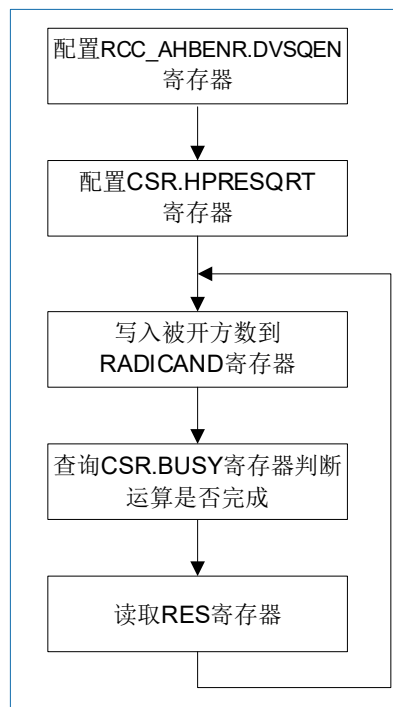 配置RCC_AHBENR.DVSQEN
寄存器
配置CSR.HPRESQRT
寄存器
写入被开方数到
RADICAND寄存器
查询CSR.BUSY寄存器判断
运算是否完成
读取RES寄存器